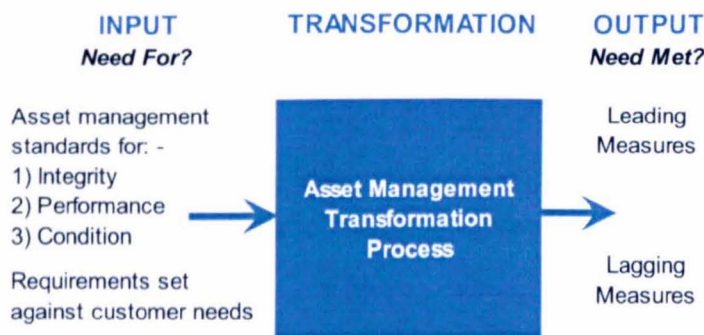 INPUT
Need For?
Asset management
standards for: -
1) Integrity
2) Performance
3) Condition
Requirements set
against customer needs
TRANSFORMATION
Asset Management
Transformation
Process
OUTPUT
Need Met?
Leading
Measures
Lagging
Measures